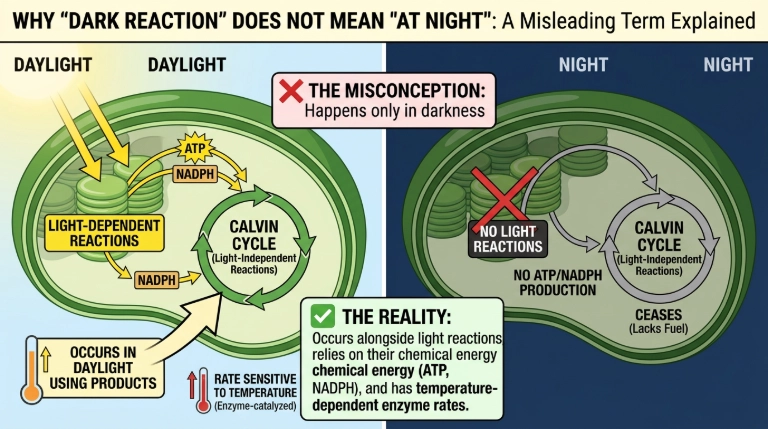 WHY “DARK REACTION” DOES NOT MEAN "AT NIGHT": A Misleading Term Explained
DAYLIGHT
DAYLIGHT
THE MISCONCEPTION:
Happens only in darkness
NIGHT
NIGHT
ATP
NADPH
LIGHT-DEPENDENT
REACTIONS
NADPH
CALVIN
CYCLE
(Light-Independent
Reactions)
OCCURS IN
DAYLIGHT
USING PRODUCTS
RATE SENSITIVE
TO TEMPERATURE
(Enzyme-catalyzed)
NO LIGHT
REACTIONS
NO ATP/NADPH
PRODUCTION
CALVIN
CYCLE
(Light-Independent
Reactions)
CEASES
(Lacks Fuel)
THE REALITY:
Occurs alongside light reactions
relies on their chemical energy
chemical energy (ATP,
NADPH), and has temperature-
dependent enzyme rates.